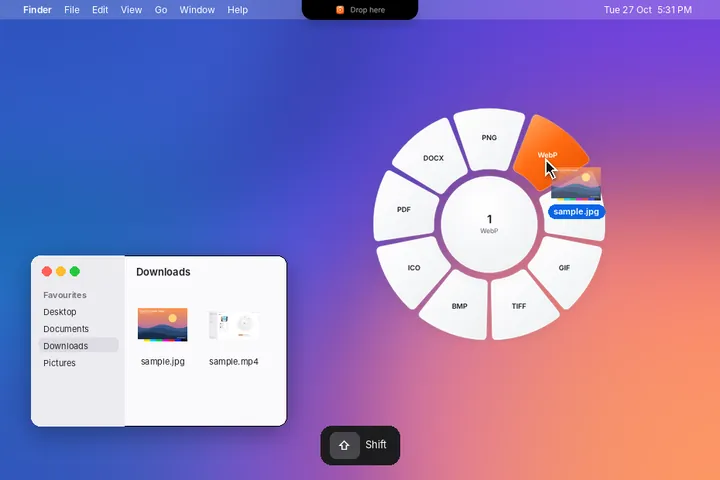 Finder File Edit View Go Window Help
Drop here
Tue 27 Oct 5:31 PM
PNG
DOCX
WebP
PDF
sample.jpg
1
WebP
ICO
GIF
BMP
TIFF
Downloads
Favourites
Desktop
Documents
Downloads
Pictures
sample.jpg
sample.mp4
Shift